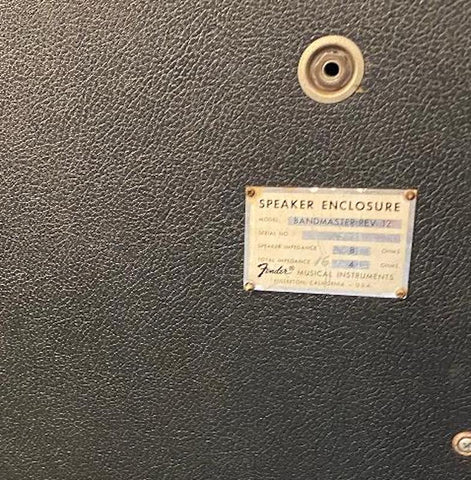 SPEAKER ENCLOSURE
MODEL BANDMASTER REV 12
SERIAL NO
SPEAKER IMPEDANCE 8 OHMS
TOTAL IMPEDANCE 16 4 OHMS
Fender® MUSICAL INSTRUMENTS
FULLERTON, CALIFORNIA - U.S.A.